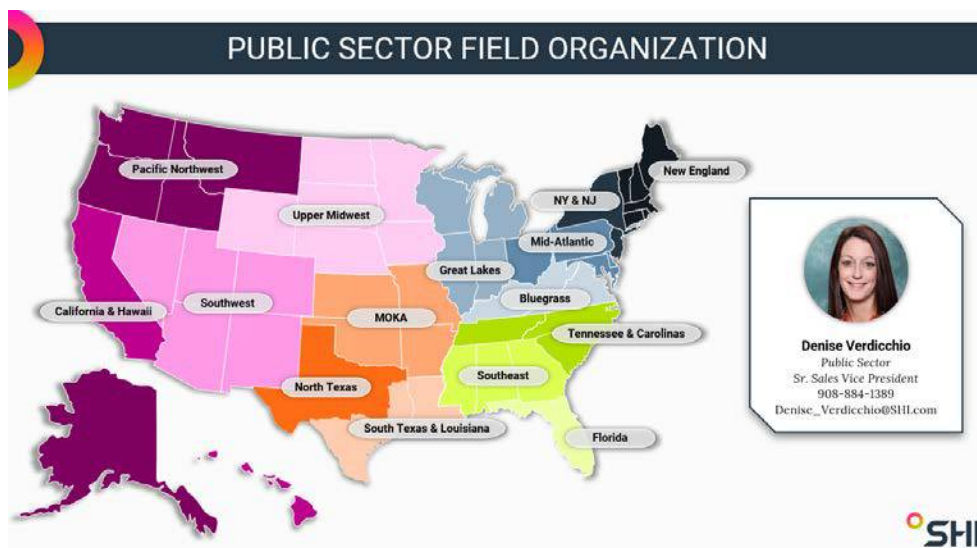 PUBLIC SECTOR FIELD ORGANIZATION
Pacific Northwest
New England
NY & NJ
Upper Midwest
Mid-Atlantic
Great Lakes
Bluegrass
Southwest
California & Hawaii
MOKA
Tennessee & Carolinas
Southeast
North Texas
South Texas & Louisiana
Florida
Denise Verdicchio
Public Sector
Sr. Sales Vice President
908-884-1389
Denise_Verdicchio@SHI.com
SHI